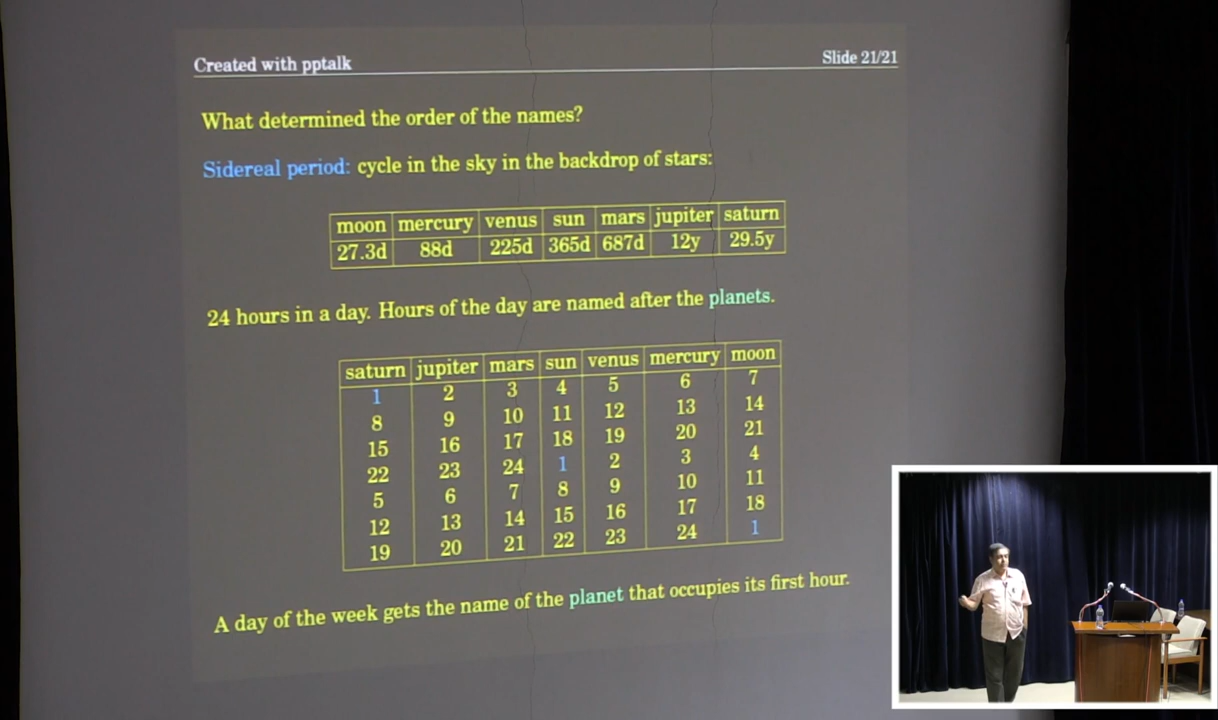 Created with pptalk Slide 21/21
What determined the order of the names?
Sidereal period: cycle in the sky in the backdrop of stars:
moon mercury venus sun mars jupiter saturn
27.3d 88d 225d 365d 687d 12y 29.5y
24 hours in a day. Hours of the day are named after the planets.
saturn jupiter mars sun venus mercury moon
1 2 3 4 5 6 7
8 9 10 11 12 13 14
15 16 17 18 19 20 21
22 23 24 1 2 3 4
5 6 7 8 9 10 11
12 13 14 15 16 17 18
19 20 21 22 23 24 1
A day of the week gets the name of the planet that occupies its first hour.